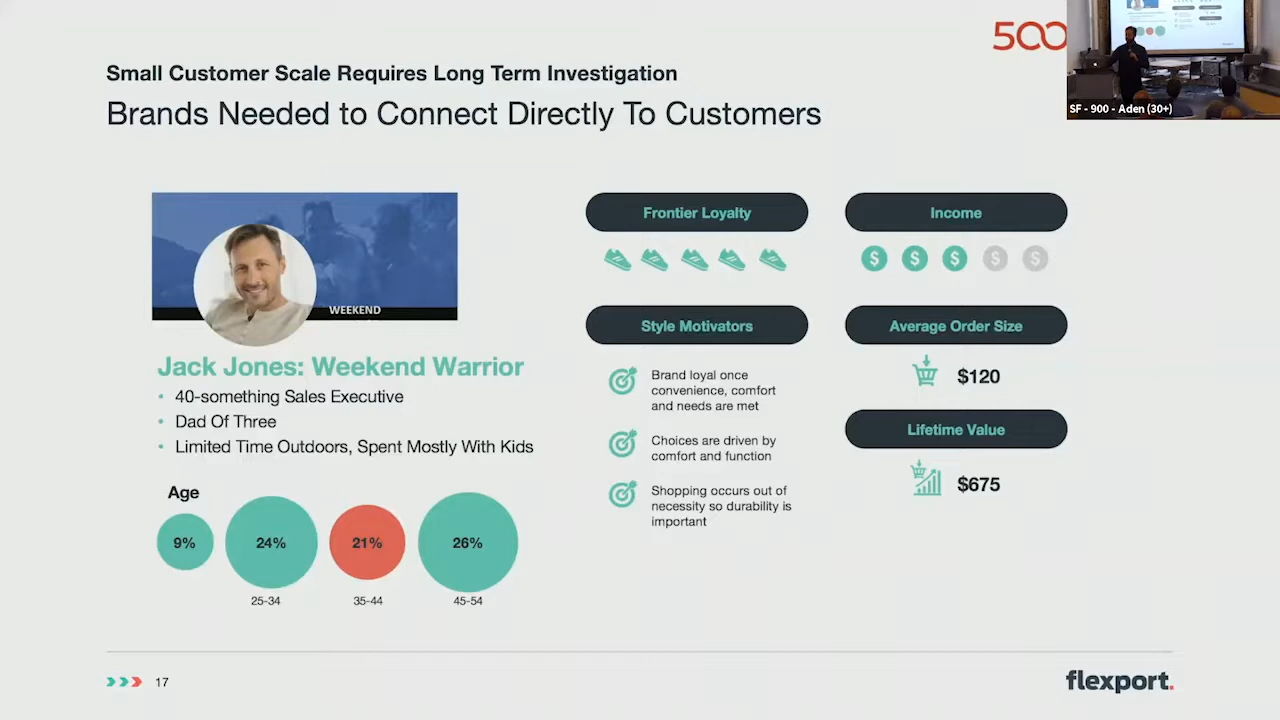 500
SF - 900 - Aden (30+)
Small Customer Scale Requires Long Term Investigation
Brands Needed to Connect Directly To Customers
WEEKEND
Jack Jones: Weekend Warrior
• 40-something Sales Executive
• Dad Of Three
• Limited Time Outdoors, Spent Mostly With Kids
Age
9%
24%
21%
26%
25-34
35-44
45-54
Frontier Loyalty
Style Motivators
Brand loyal once
convenience, comfort
and needs are met
Choices are driven by
comfort and function
Shopping occurs out of
necessity so durability is
important
Income
$ $ $ $ $
Average Order Size
$120
Lifetime Value
$675
17
flexport.